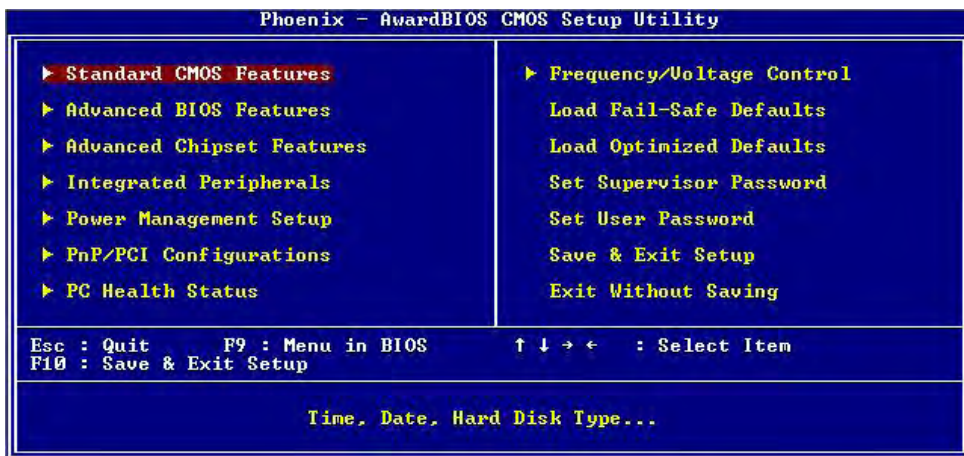 Phoenix - AwardBIOS CMOS Setup Utility
▶ Standard CMOS Features
▶ Advanced BIOS Features
▶ Advanced Chipset Features
▶ Integrated Peripherals
▶ Power Management Setup
▶ PnP/PCI Configurations
▶ PC Health Status
▶ Frequency/Voltage Control
Load Fail-Safe Defaults
Load Optimized Defaults
Set Supervisor Password
Set User Password
Save & Exit Setup
Exit Without Saving
Esc : Quit F9 : Menu in BIOS ↑ ↓ → ← : Select Item
F10 : Save & Exit Setup
Time, Date, Hard Disk Type...